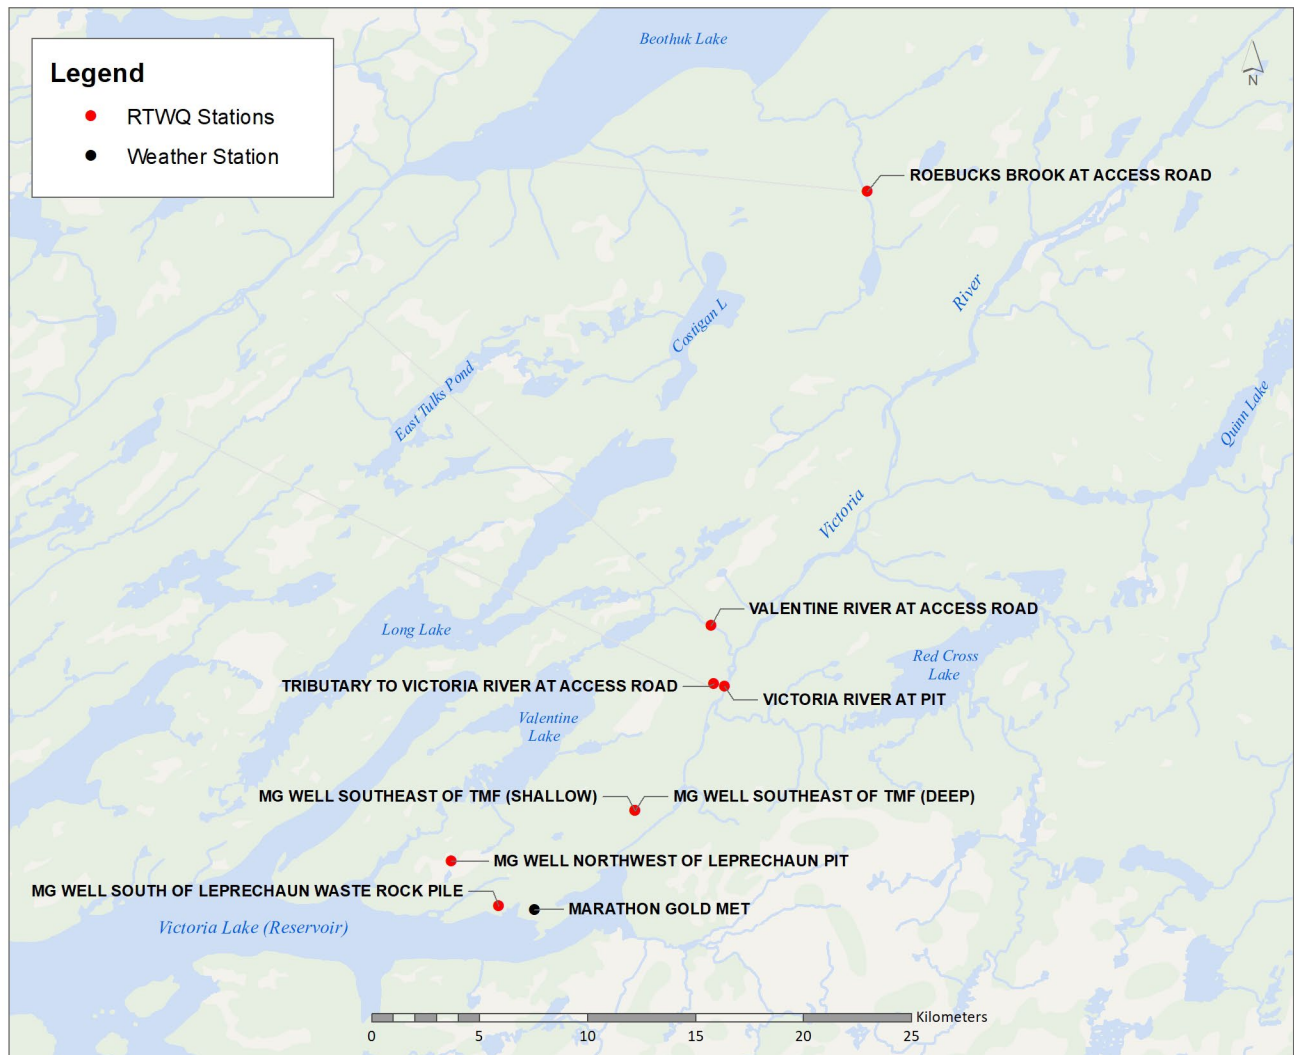 Beothuk Lake
N
Legend
RTWQ Stations
Weather Station
ROEBUCKS BROOK AT ACCESS ROAD
River
Costigan L
East Tulks Pond
Quinn Lake
Victoria
VALENTINE RIVER AT ACCESS ROAD
Long Lake
Red Cross
Lake
TRIBUTARY TO VICTORIA RIVER AT ACCESS ROAD
VICTORIA RIVER AT PIT
Valentine
Lake
MG WELL SOUTHEAST OF TMF (SHALLOW)
MG WELL SOUTHEAST OF TMF (DEEP)
MG WELL NORTHWEST OF LEPRECHAUN PIT
MG WELL SOUTH OF LEPRECHAUN WASTE ROCK PILE
MARATHON GOLD MET
Victoria Lake (Reservoir)
Kilometers
0 5 10 15 20 25